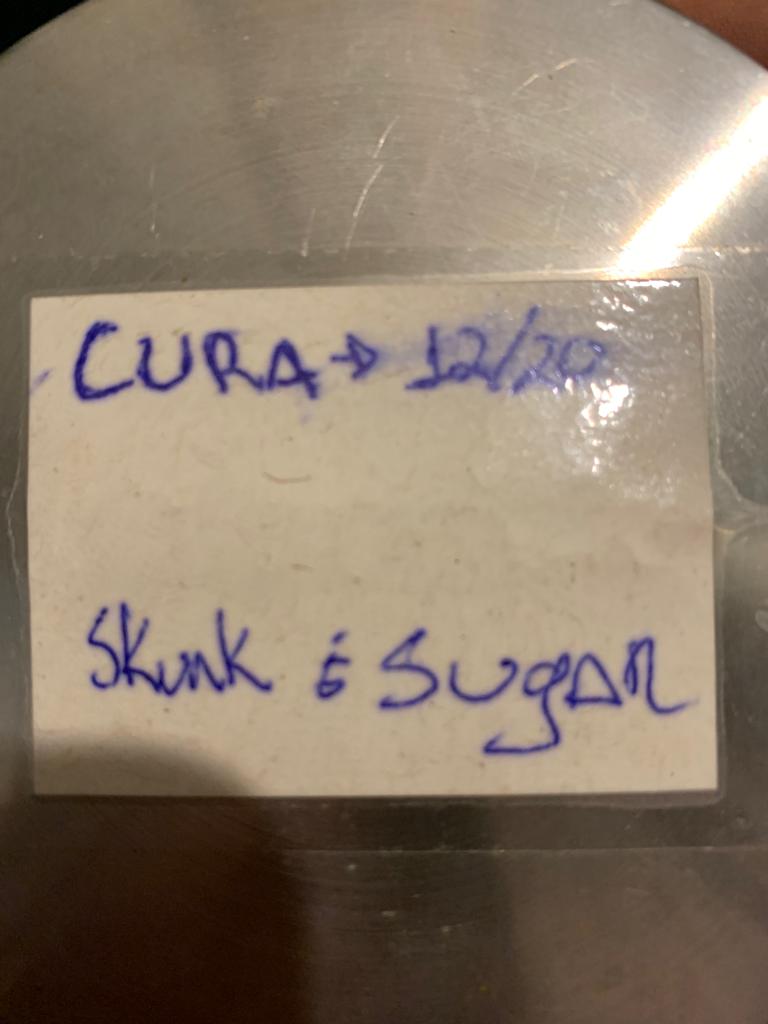 CURA → 12/20
Skunk & Sugar